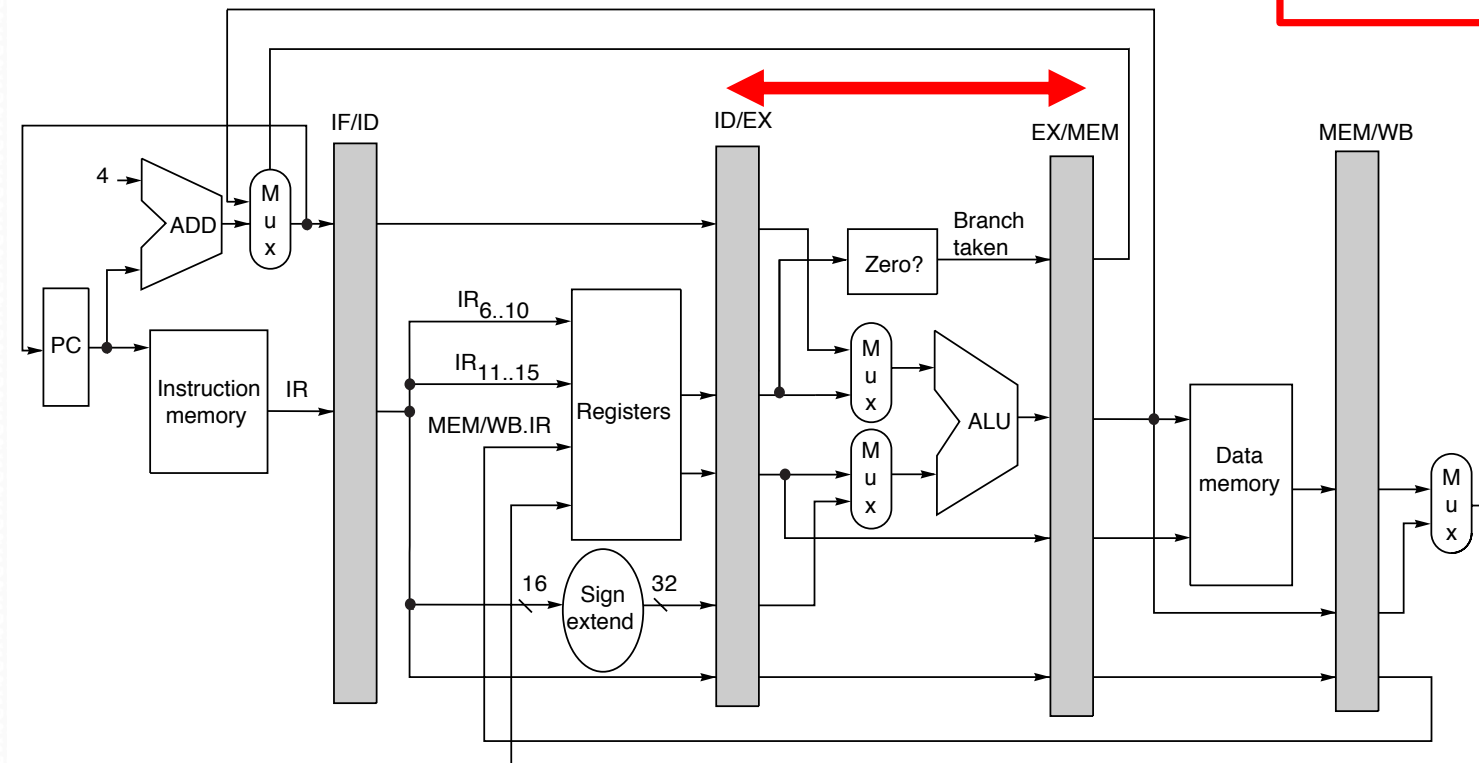 IF/ID
ID/EX
EX/MEM
MEM/WB
4
ADD
M
u
x
Branch
taken
Zero?
PC
Instruction
memory
IR
IR6..10
IR11..15
MEM/WB.IR
Registers
M
u
x
M
u
x
ALU
Data
memory
M
u
x
16
Sign
extend
32